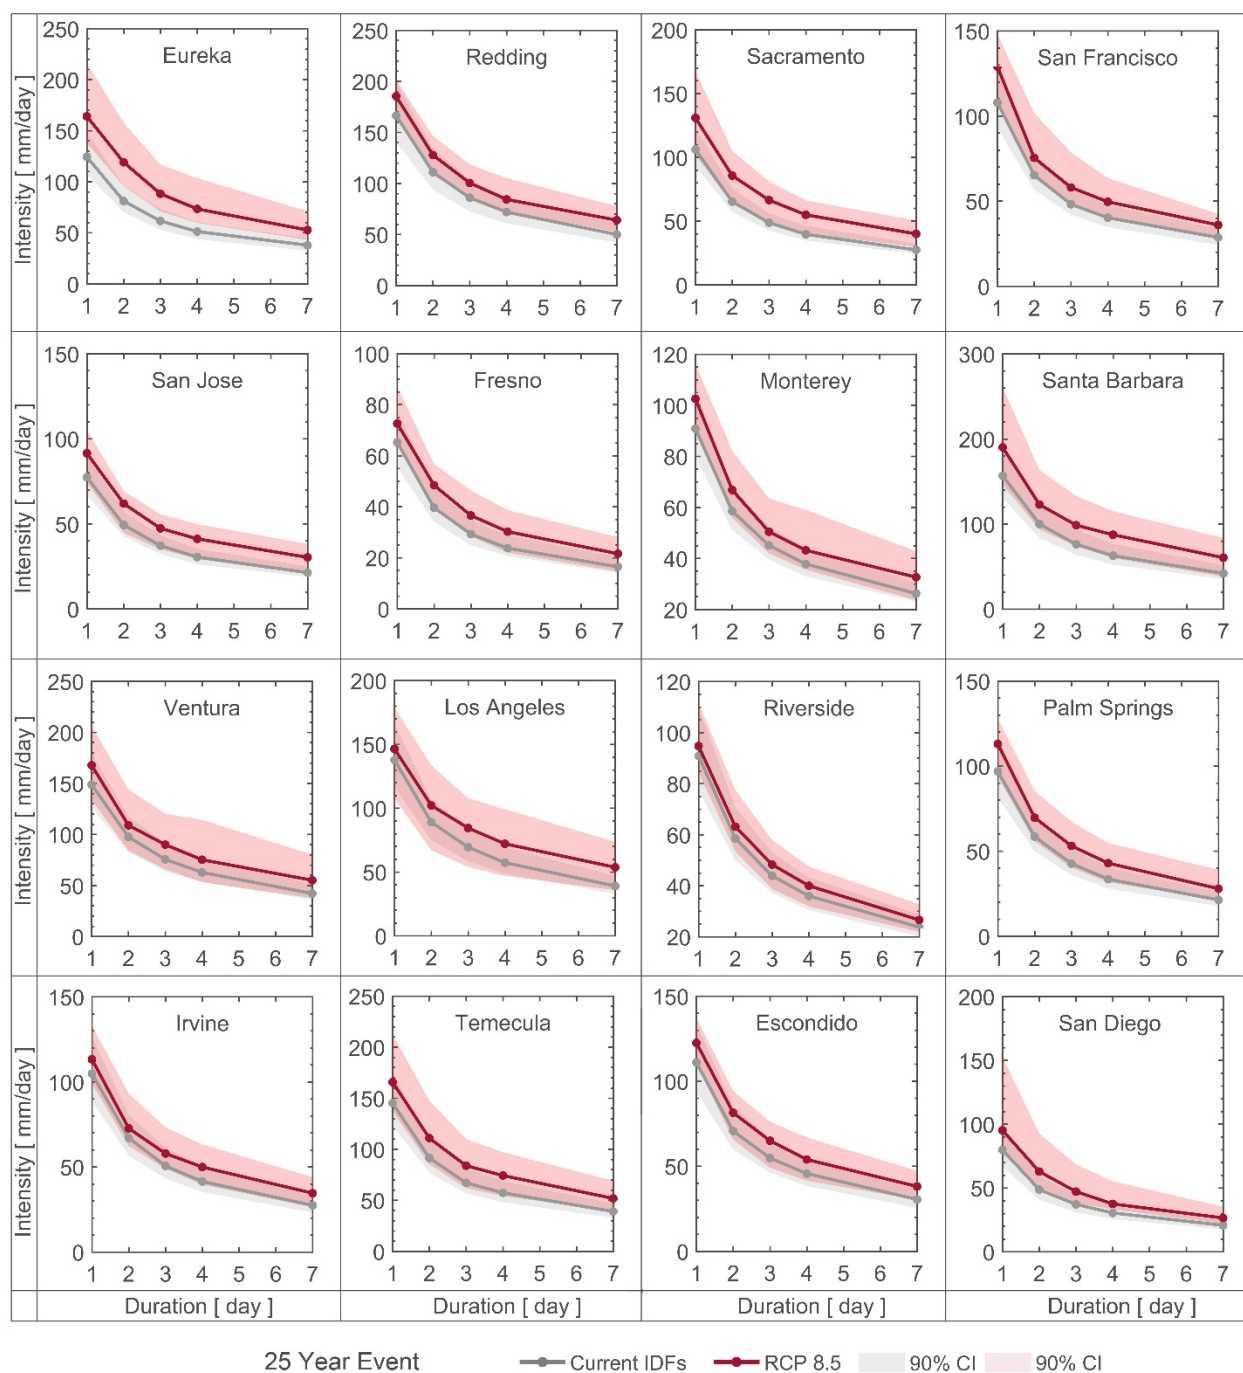 Intensity [ mm/day ]
Eureka
250
200
150
100
50
0
1 2 3 4 5 6 7
Redding
250
200
150
100
50
0
1 2 3 4 5 6 7
Sacramento
200
150
100
50
0
1 2 3 4 5 6 7
San Francisco
150
100
50
0
1 2 3 4 5 6 7
Intensity [ mm/day ]
San Jose
150
100
50
0
1 2 3 4 5 6 7
Fresno
100
80
60
40
20
0
1 2 3 4 5 6 7
Monterey
120
100
80
60
40
20
1 2 3 4 5 6 7
Santa Barbara
300
200
100
0
1 2 3 4 5 6 7
Intensity [ mm/day ]
Ventura
250
200
150
100
50
0
1 2 3 4 5 6 7
Los Angeles
200
150
100
50
0
1 2 3 4 5 6 7
Riverside
120
100
80
60
40
20
1 2 3 4 5 6 7
Palm Springs
150
100
50
0
1 2 3 4 5 6 7
Intensity [ mm/day ]
Irvine
150
100
50
0
1 2 3 4 5 6 7
Temecula
250
200
150
100
50
0
1 2 3 4 5 6 7
Escondido
150
100
50
0
1 2 3 4 5 6 7
San Diego
200
150
100
50
0
1 2 3 4 5 6 7
Duration [ day ]
Duration [ day ]
Duration [ day ]
Duration [ day ]
25 Year Event Current IDFs RCP 8.5 90% CI 90% CI